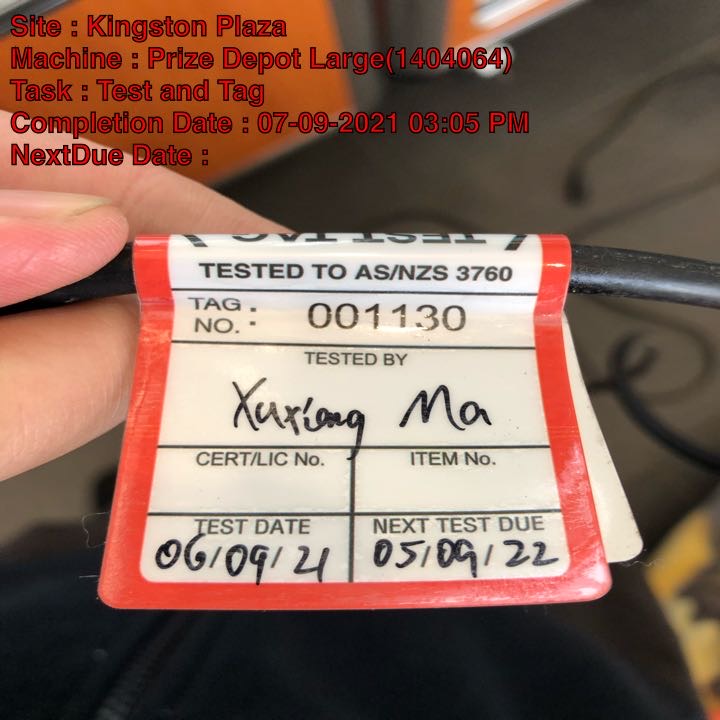 Site : Kingston Plaza
Machine : Prize Depot Large(1404064)
Task : Test and Tag
Completion Date : 07-09-2021 03:05 PM
NextDue Date :
TEST TAG
TESTED TO AS/NZS 3760
TAG NO. : 001130
TESTED BY
Xuxiang Ma
CERT/LIC No. ITEM No.
TEST DATE NEXT TEST DUE
06/09/21 05/09/22